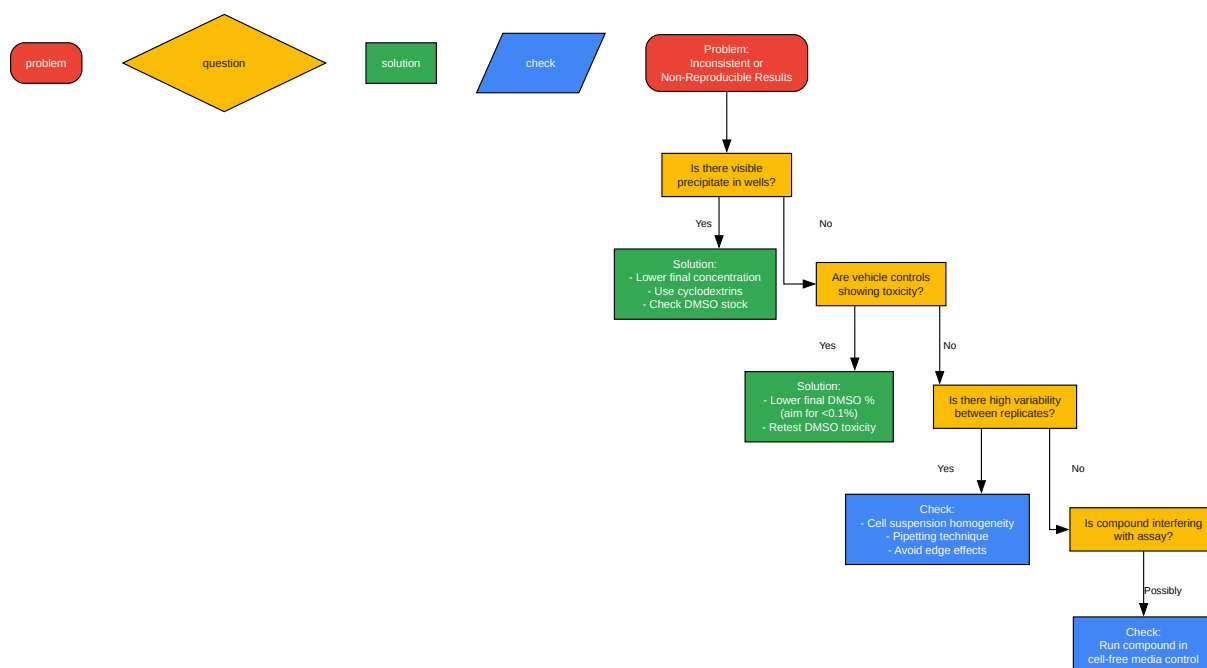 problem
question
solution
check
Problem:
Inconsistent or
Non-Reproducible Results
Is there visible
precipitate in wells?
Yes
No
Solution:
- Lower final concentration
- Use cyclodextrins
- Check DMSO stock
Are vehicle controls
showing toxicity?
Yes
No
Solution:
- Lower final DMSO %
(aim for <0.1%)
- Retest DMSO toxicity
Is there high variability
between replicates?
Yes
No
Check:
- Cell suspension homogeneity
- Pipetting technique
- Avoid edge effects
Is compound interfering
with assay?
Possibly
Check:
Run compound in
cell-free media control